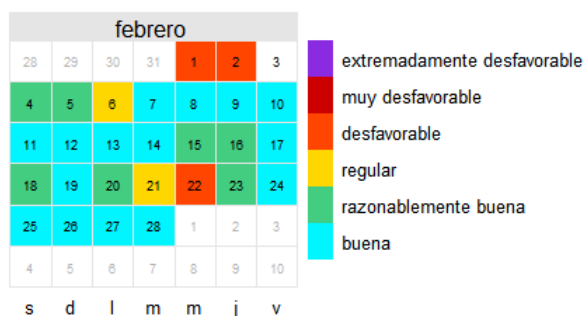 febrero
28 29 30 31 1 2 3
4 5 6 7 8 9 10
11 12 13 14 15 16 17
18 19 20 21 22 23 24
25 26 27 28 1 2 3
4 5 6 7 8 9 10
s d l m m j v
extremadamente desfavorable
muy desfavorable
desfavorable
regular
razonablemente buena
buena